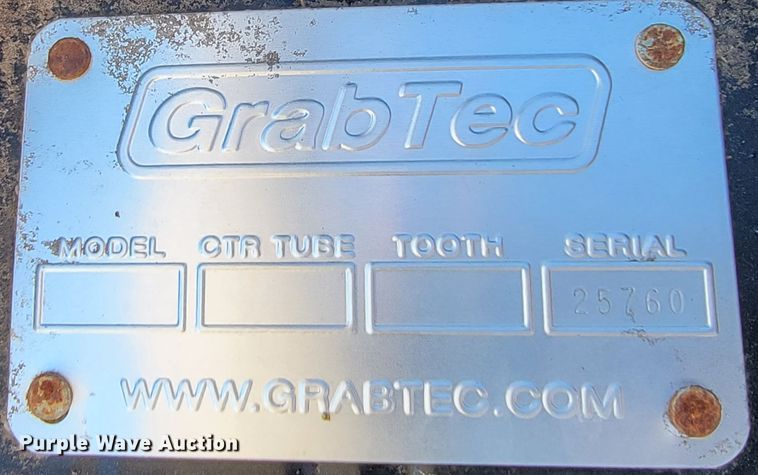 GrabTec
MODEL CTR TUBE TOOTH SERIAL
25760
WWW.GRABTEC.COM
Purple Wave Auction